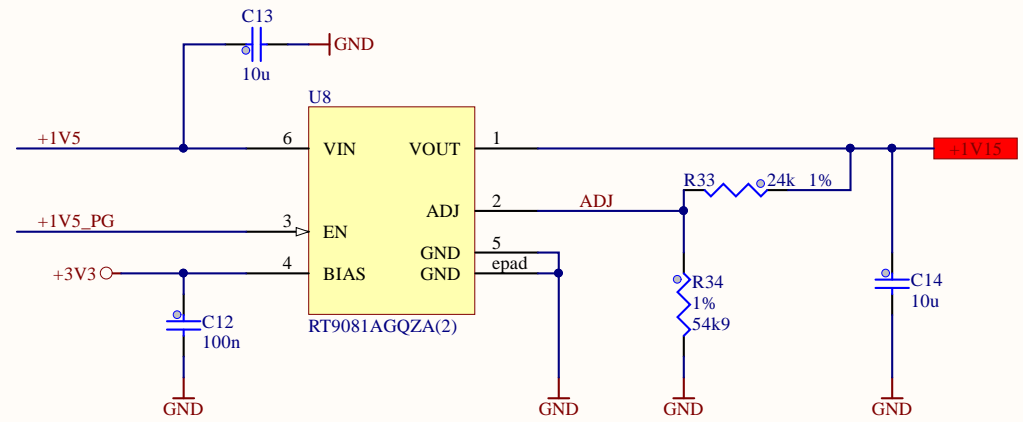 C13
GND
10u
U8
+1V5
6
VIN
VOUT
1
+1V15
R33
24k
1%
ADJ
2
ADJ
+1V5_PG
3
EN
GND
5
+3V3
4
BIAS
GND
epad
R34
1%
54k9
C14
10u
C12
100n
RT9081AGQZA(2)
GND
GND
GND
GND